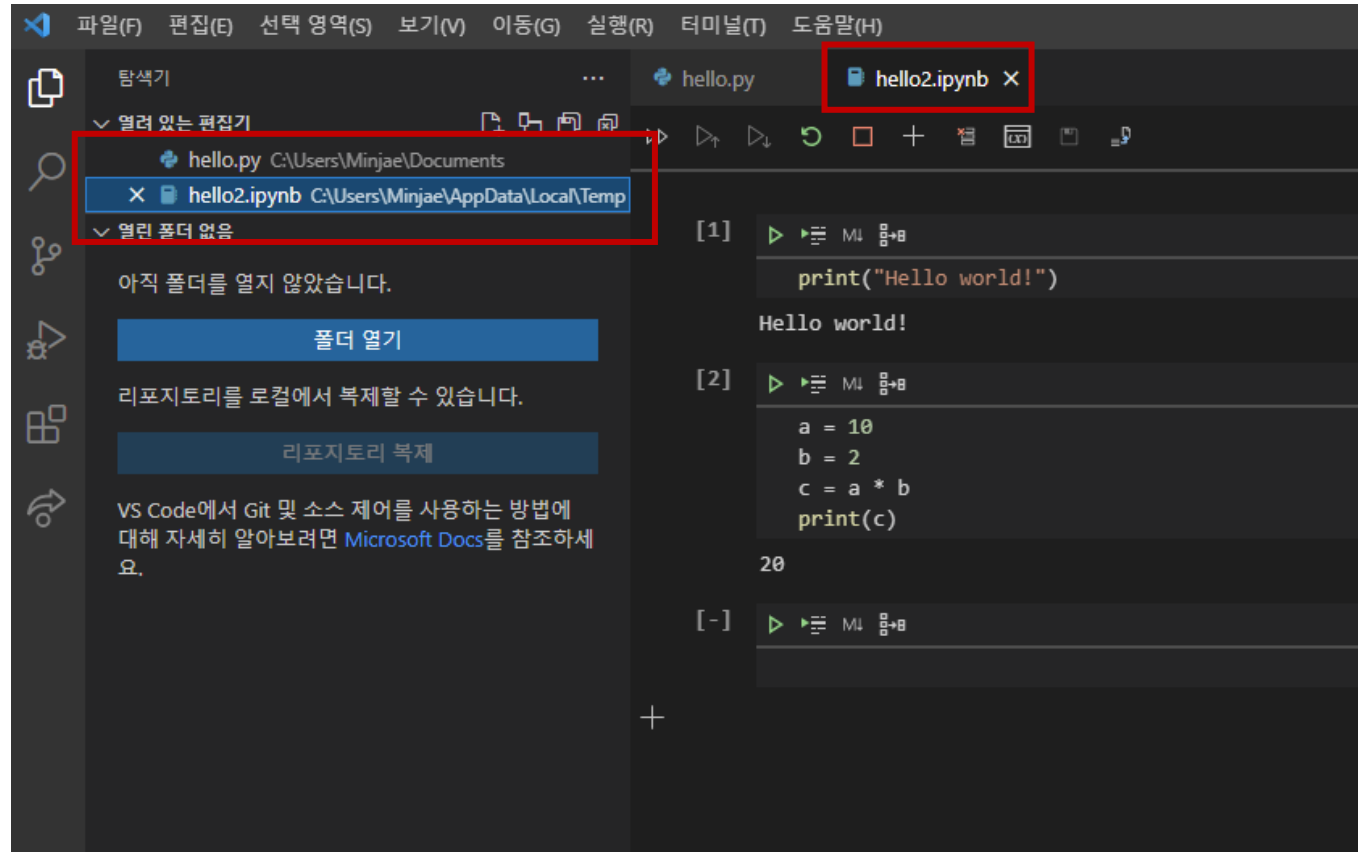 파일(F) 편집(E) 선택 영역(S) 보기(V) 이동(G) 실행(R) 터미널(T) 도움말(H)
탐색기 ...
hello.py hello2.ipynb
열려 있는 편집기
hello.py C:\Users\Minjae\Documents
hello2.ipynb C:\Users\Minjae\AppData\Local\Temp
열린 폴더 없음
아직 폴더를 열지 않았습니다.
폴더 열기
리포지토리를 로컬에서 복제할 수 있습니다.
리포지토리 복제
VS Code에서 Git 및 소스 제어를 사용하는 방법에
대해 자세히 알아보려면 Microsoft Docs를 참조하세
요.
[1]
M↓
print("Hello world!")
Hello world!
[2]
M↓
a = 10
b = 2
c = a * b
print(c)
20
[-]
M↓